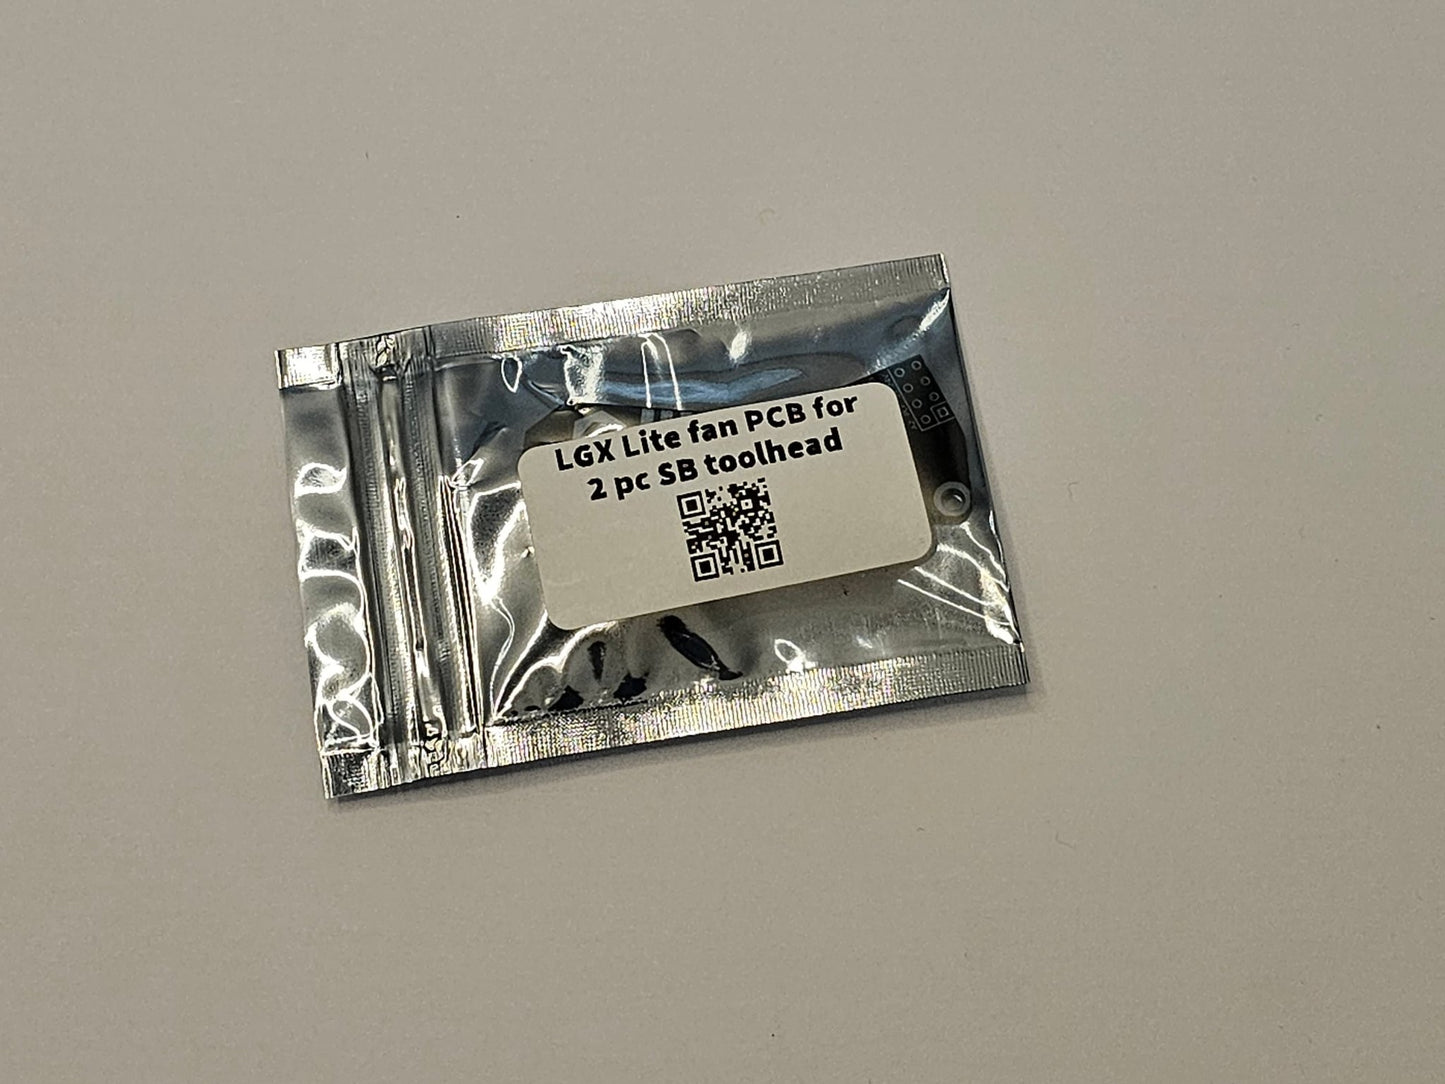 LGX Lite fan PCB for
2 pc SB toolhead